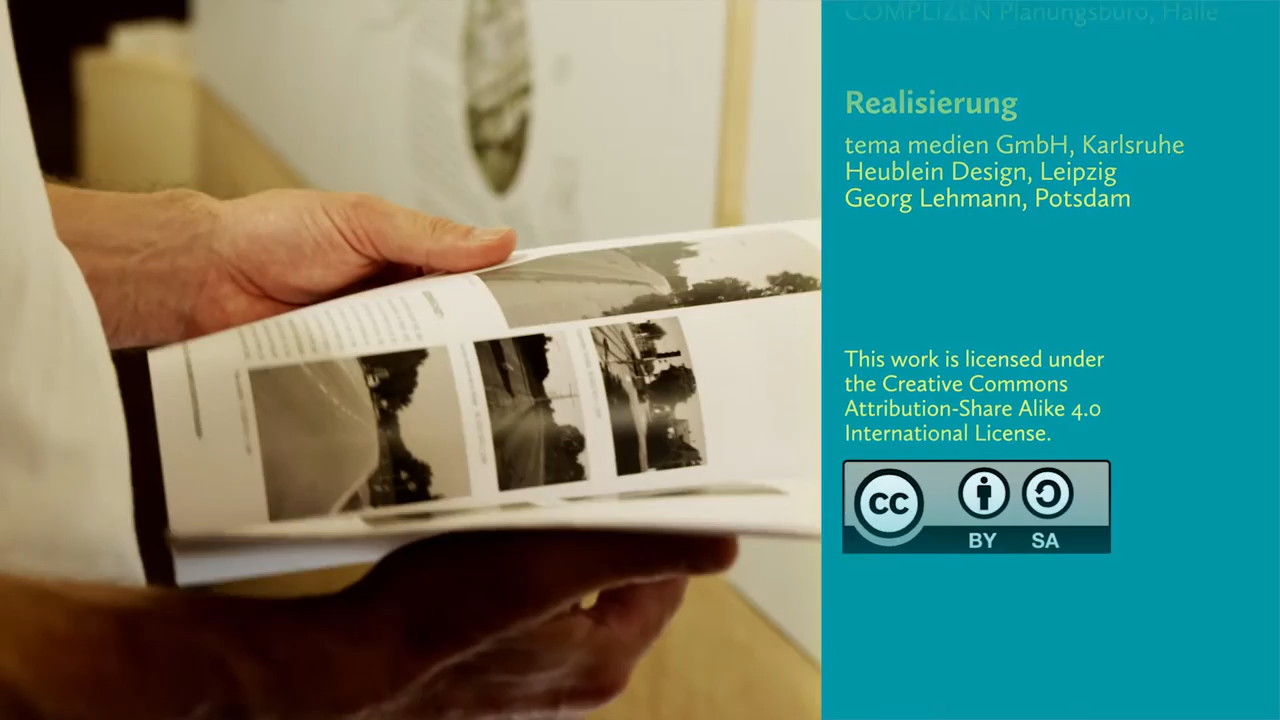 COMPLIZEN Planungsbüro, Halle
Realisierung
tema medien GmbH, Karlsruhe
Heublein Design, Leipzig
Georg Lehmann, Potsdam
This work is licensed under
the Creative Commons
Attribution-Share Alike 4.0
International License.
cc
BY SA